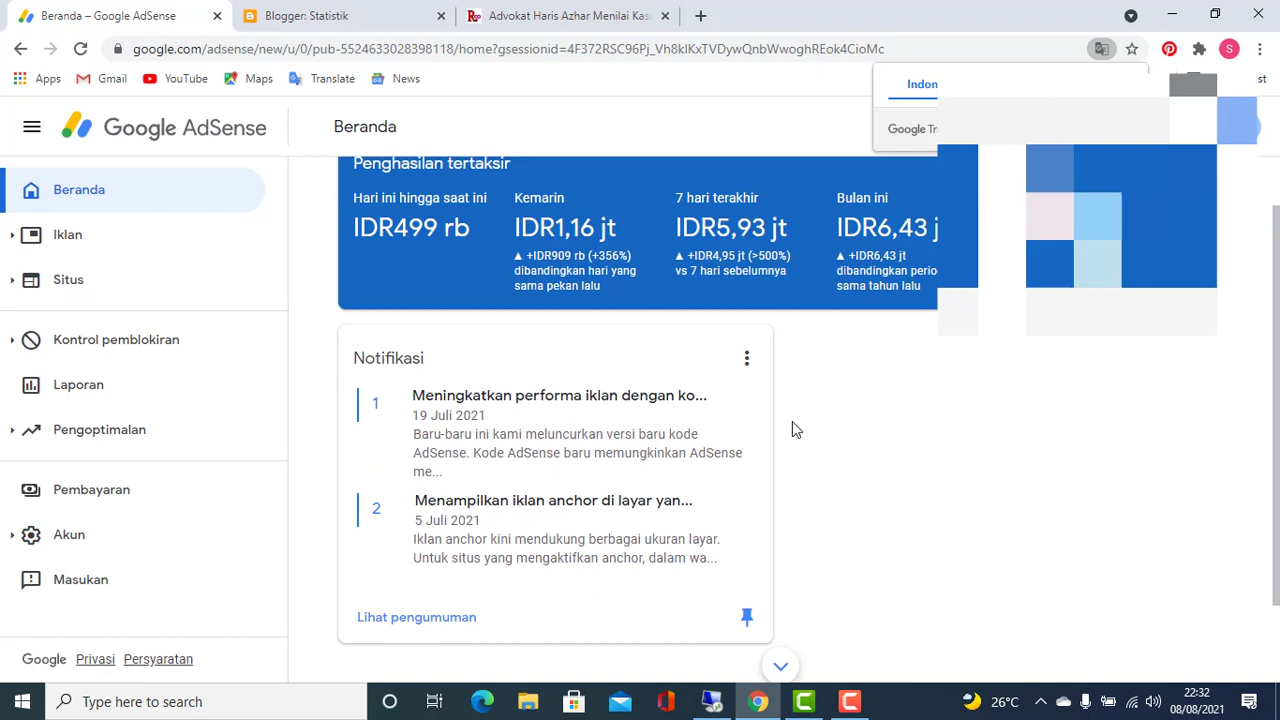 Beranda – Google AdSense
Blogger: Statistik
Advokat Haris Azhar Menilai Kas
google.com/adsense/new/u/0/pub-5524633028398118/home?gsessionid=4F372RSC96Pj_Vh8kIKxTVDywQnbWwoghREok4CioMc
S
Apps
Gmail
YouTube
Maps
Translate
News
st
Indon
Google Tr
Google AdSense
Beranda
Beranda
Iklan
Situs
Kontrol pemblokiran
Laporan
Pengoptimalan
Pembayaran
Akun
Masukan
Google Privasi Persyaratan
Penghasilan tertaksir
Hari ini hingga saat ini
IDR499 rb
Kemarin
IDR1,16 jt
▲ +IDR909 rb (+356%)
dibandingkan hari yang
sama pekan lalu
7 hari terakhir
IDR5,93 jt
▲ +IDR4,95 jt (>500%)
vs 7 hari sebelumnya
Bulan ini
IDR6,43 j
▲ +IDR6,43 jt
dibandingkan perio
sama tahun lalu
Notifikasi
1
Meningkatkan performa iklan dengan ko...
19 Juli 2021
Baru-baru ini kami meluncurkan versi baru kode
AdSense. Kode AdSense baru memungkinkan AdSense
me...
2
Menampilkan iklan anchor di layar yan...
5 Juli 2021
Iklan anchor kini mendukung berbagai ukuran layar.
Untuk situs yang mengaktifkan anchor, dalam wa...
Lihat pengumuman
Type here to search
26°C
22:32
08/08/2021